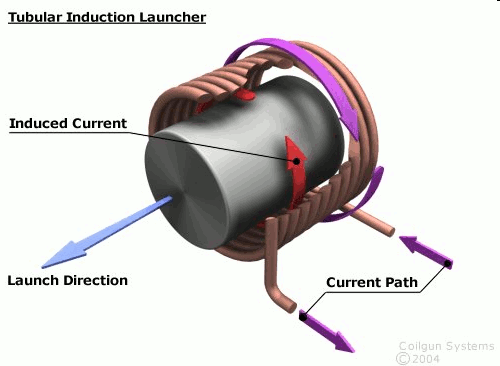 Tubular Induction Launcher
Induced Current
Launch Direction
Current Path
Coilgun Systems
©2004